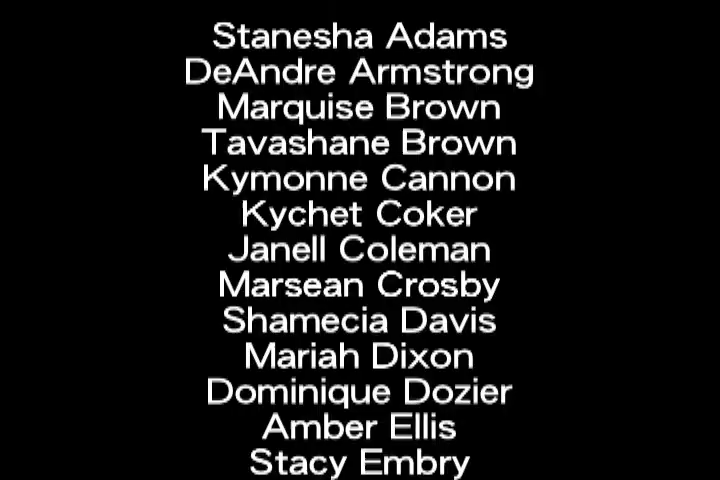 Stanesha Adams
DeAndre Armstrong
Marquise Brown
Tavashane Brown
Kymonne Cannon
Kychet Coker
Janell Coleman
Marsean Crosby
Shamecia Davis
Mariah Dixon
Dominique Dozier
Amber Ellis
Stacy Embry